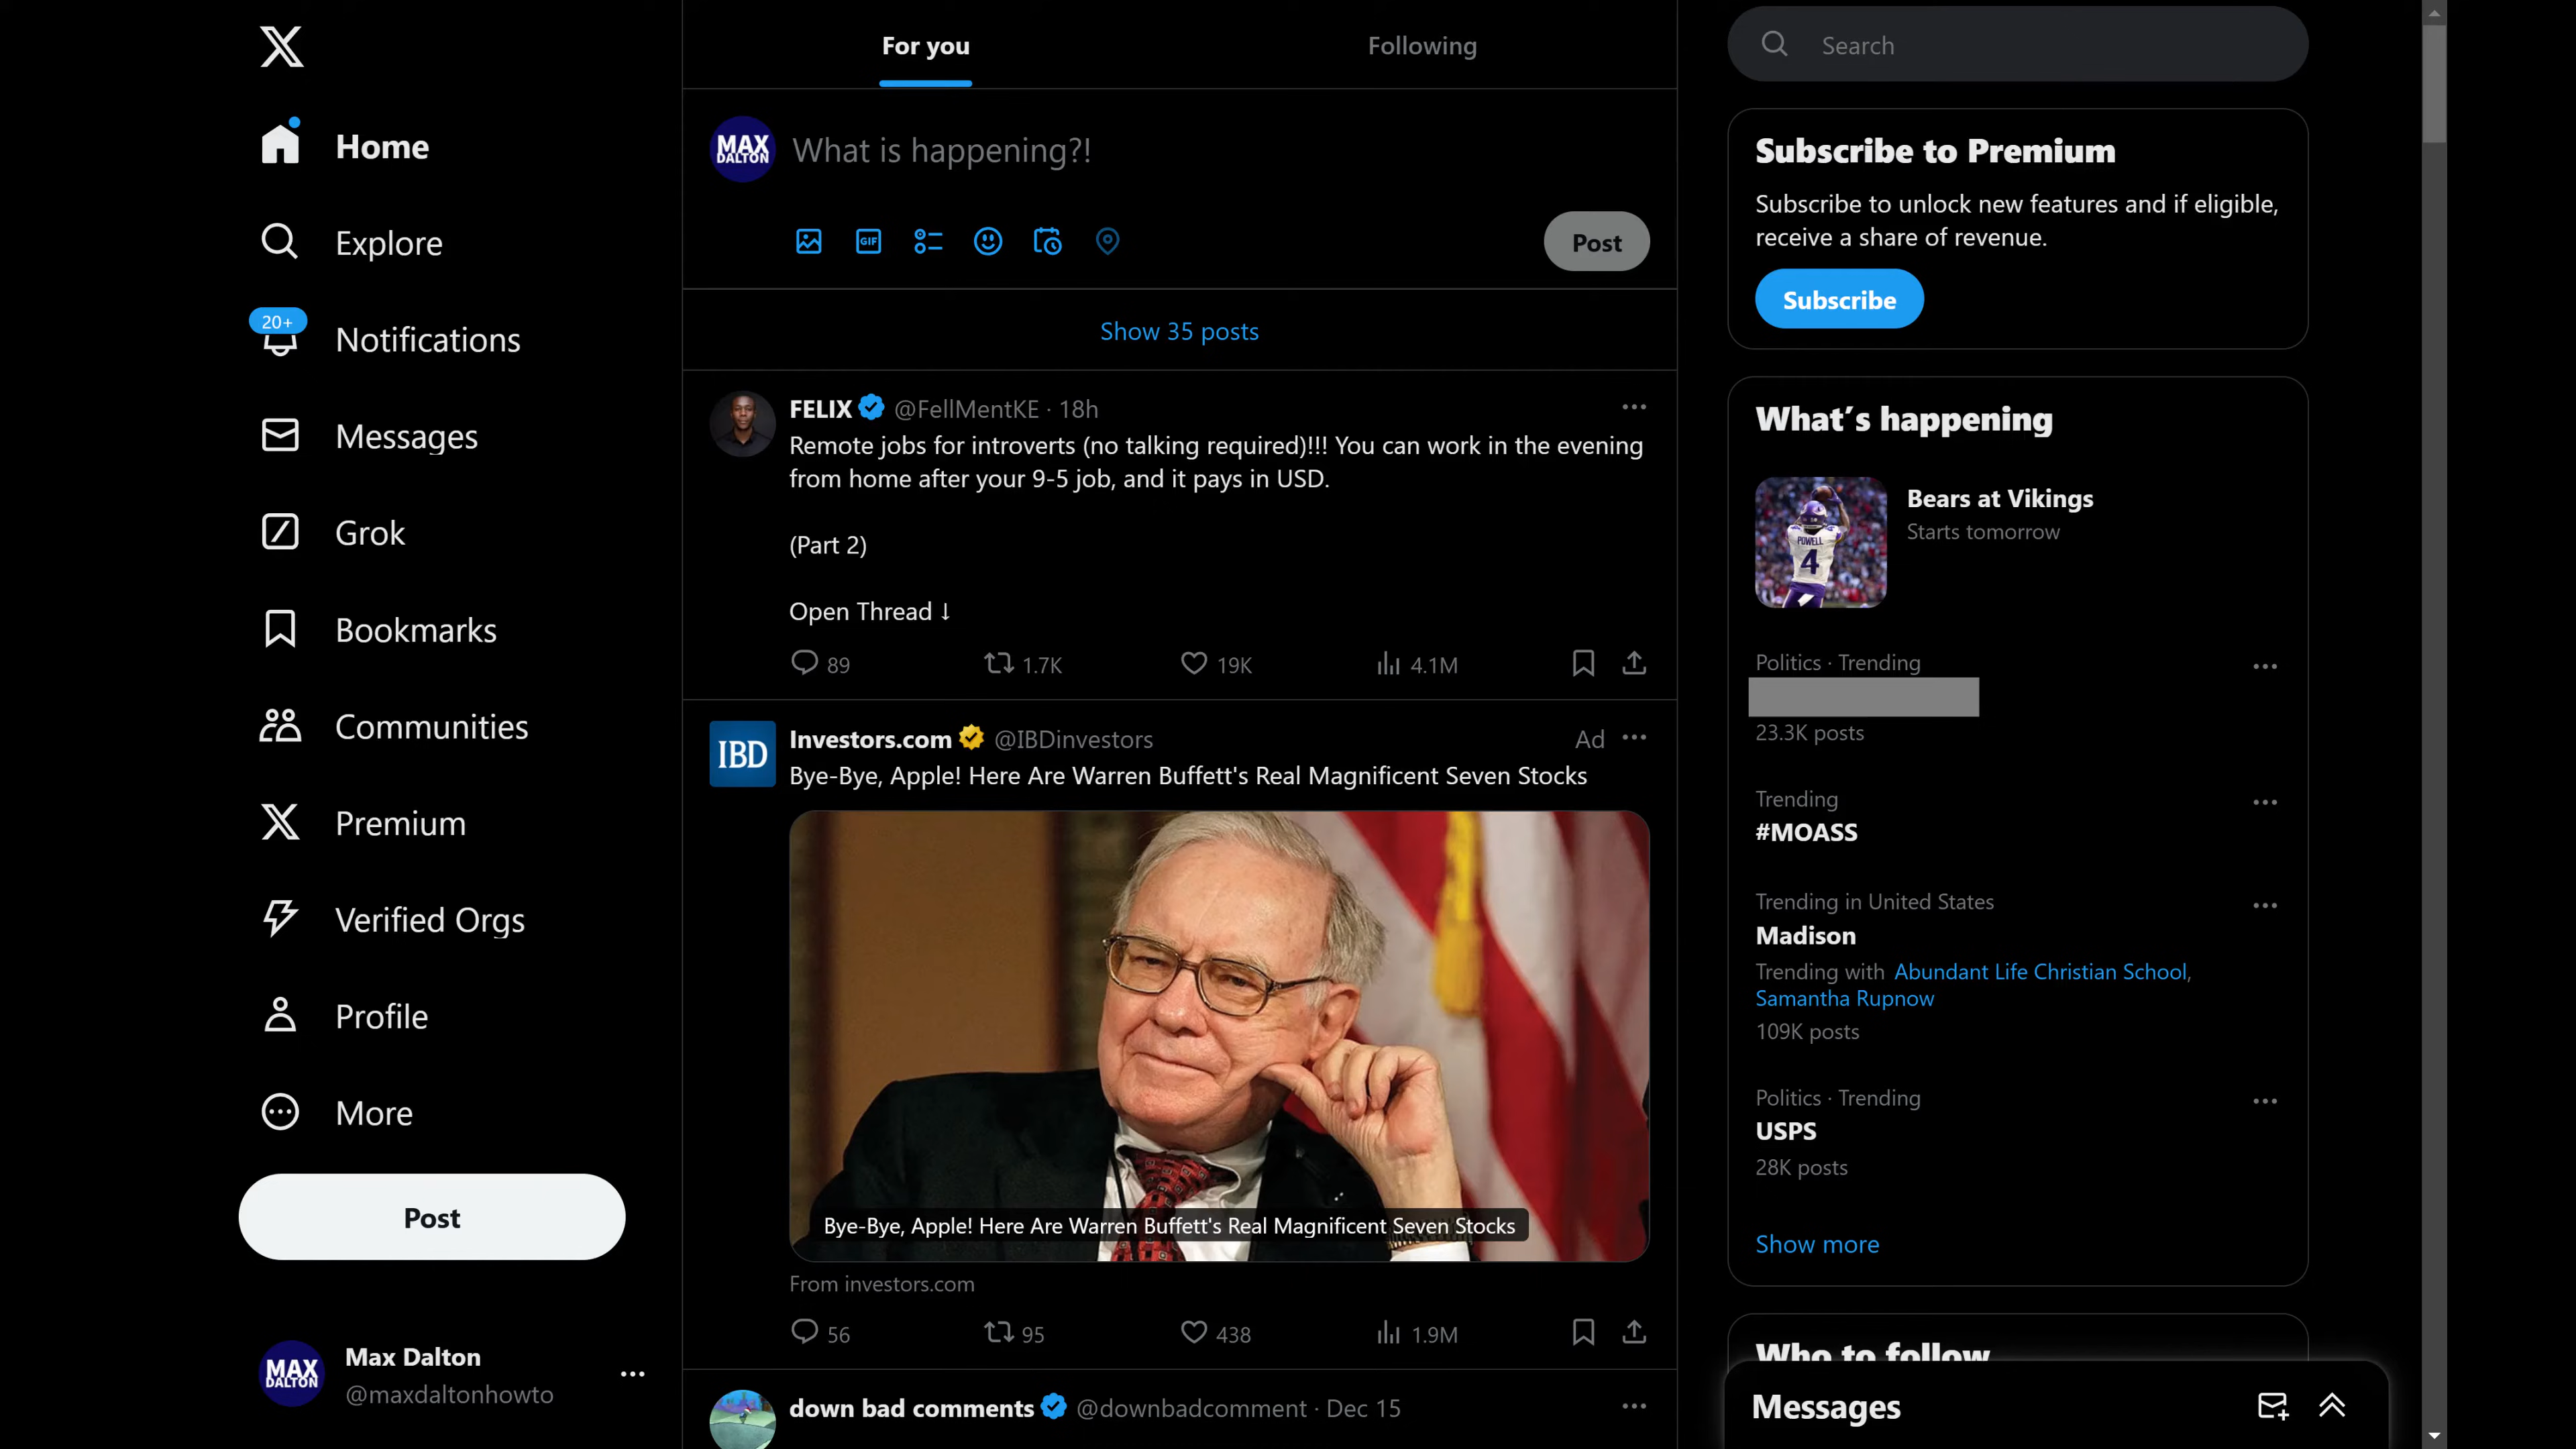 Home
Explore
20+
Notifications
Messages
Grok
Bookmarks
Communities
Premium
Verified Orgs
Profile
More
Post
MAX
DALTON
Max Dalton
@maxdaltonhowto
For you
Following
MAX
DALTON
What is happening?!
GIF
Post
Show 35 posts
FELIX @FellMentKE · 18h
Remote jobs for introverts (no talking required)!!! You can work in the evening
from home after your 9-5 job, and it pays in USD.
(Part 2)
Open Thread ↓
89 1.7K 19K 4.1M
IBD
Investors.com @IBDinvestors Ad
Bye-Bye, Apple! Here Are Warren Buffett's Real Magnificent Seven Stocks
Bye-Bye, Apple! Here Are Warren Buffett's Real Magnificent Seven Stocks
From investors.com
56 95 438 1.9M
down bad comments @downbadcomment · Dec 15
Search
Subscribe to Premium
Subscribe to unlock new features and if eligible,
receive a share of revenue.
Subscribe
What's happening
POWELL
4
Bears at Vikings
Starts tomorrow
Politics · Trending
23.3K posts
Trending
#MOASS
Trending in United States
Madison
Trending with Abundant Life Christian School,
Samantha Rupnow
109K posts
Politics · Trending
USPS
28K posts
Show more
Who to follow
Messages